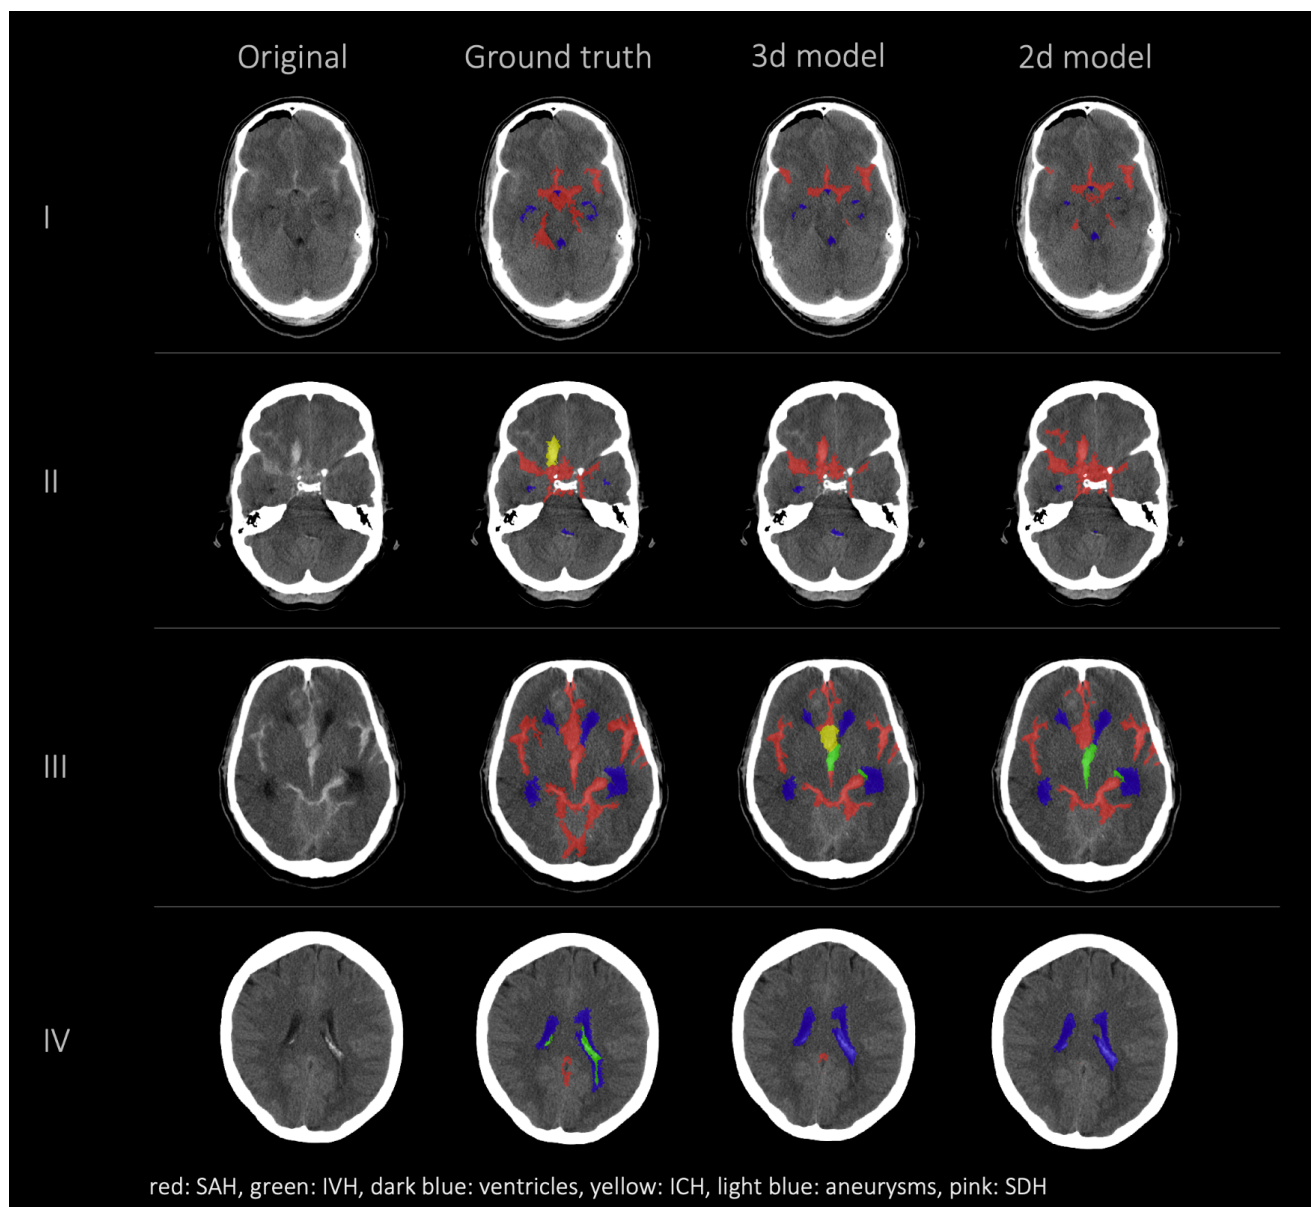 Original Ground truth 3d model 2d model
I
II
III
IV
red: SAH, green: IVH, dark blue: ventricles, yellow: ICH, light blue: aneurysms, pink: SDH